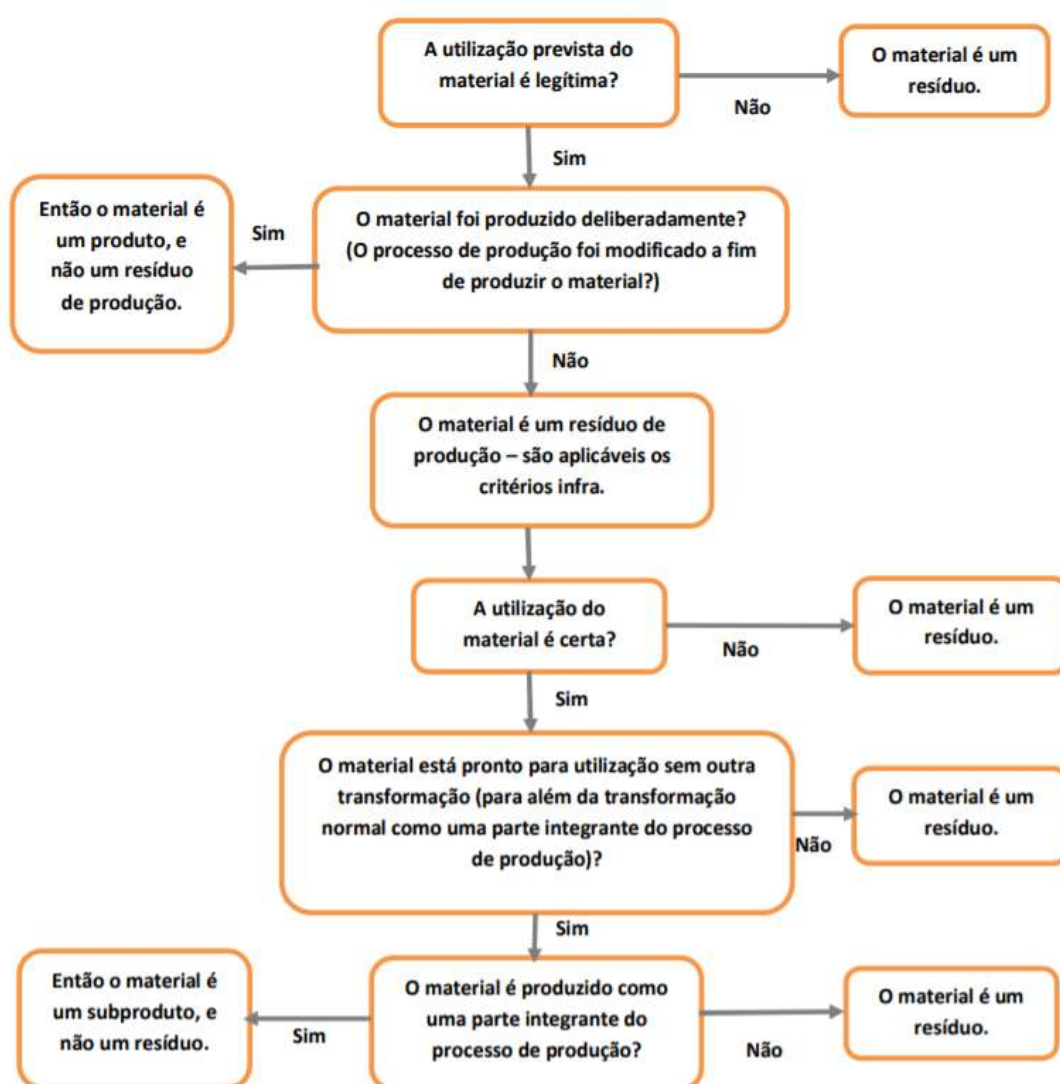 A utilização prevista do
material é legítima?
O material é um
resíduo.
Não
Sim
Então o material é
um produto, e
não um resíduo
de produção.
Sim
O material foi produzido deliberadamente?
(O processo de produção foi modificado a fim
de produzir o material?)
Não
O material é um resíduo de
produção – são aplicáveis os
critérios infra.
A utilização do
material é certa?
O material é um
resíduo.
Não
Sim
O material está pronto para utilização sem outra
transformação (para além da transformação
normal como uma parte integrante do processo
de produção)?
O material é um
resíduo.
Não
Sim
Então o material é
um subproduto, e
não um resíduo.
Sim
O material é produzido como
uma parte integrante do
processo de produção?
Não
O material é um
resíduo.